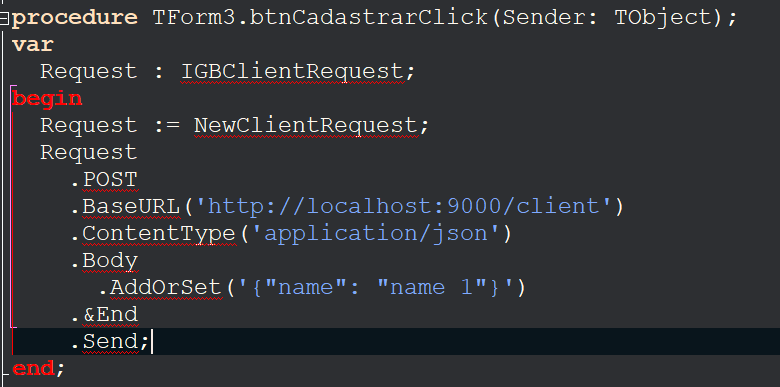 procedure TForm3.btnCadastrarClick(Sender: TObject);
var
  Request : IGBClientRequest;
begin
  Request := NewClientRequest;
  Request
    .POST
    .BaseURL('http://localhost:9000/client')
    .ContentType('application/json')
    .Body
      .AddOrSet('{"name": "name 1"}')
    .&End
    .Send;
end;